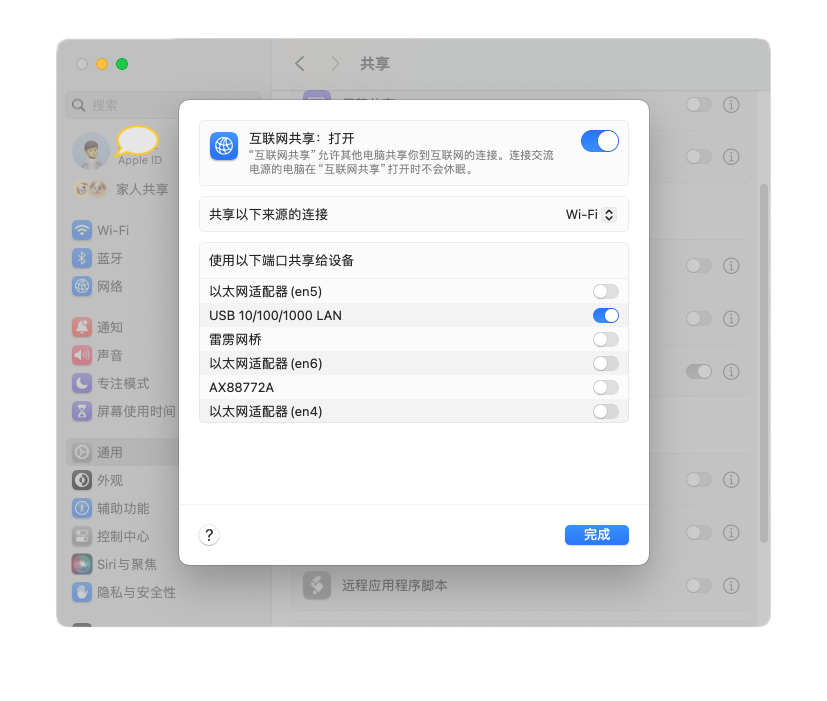 共享
搜索
Apple ID
家人共享
Wi-Fi
蓝牙
网络
通知
声音
专注模式
屏幕使用时间
通用
外观
辅助功能
控制中心
Siri与聚焦
隐私与安全性
互联网共享：打开
“互联网共享”允许其他电脑共享你到互联网的连接。连接交流
电源的电脑在“互联网共享”打开时不会休眠。
共享以下来源的连接
Wi-Fi
使用以下端口共享给设备
以太网适配器 (en5)
USB 10/100/1000 LAN
雷雳网桥
以太网适配器 (en6)
AX88772A
以太网适配器 (en4)
?
完成
远程应用程序脚本